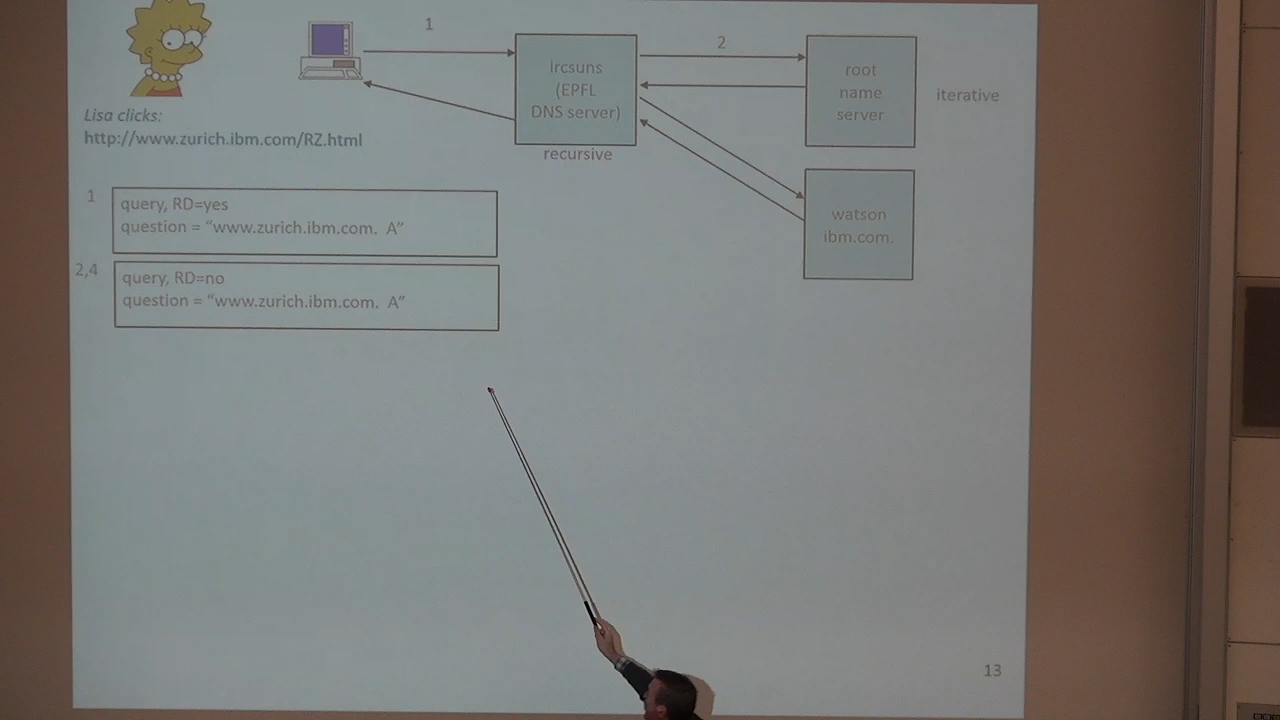 1
2
lrcsuns
(EPFL
DNS server)
recursive
root
name
server
iterative
watson
ibm.com.
Lisa clicks:
http://www.zurich.ibm.com/RZ.html
1
query, RD=yes
question = “www.zurich.ibm.com.  A”
2,4
query, RD=no
question = “www.zurich.ibm.com.  A”
13